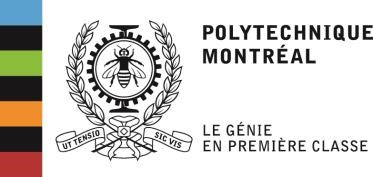 POLYTECHNIQUE
MONTRÉAL
UT TENSIO SIC VIS
LE GÉNIE
EN PREMIÈRE CLASSE